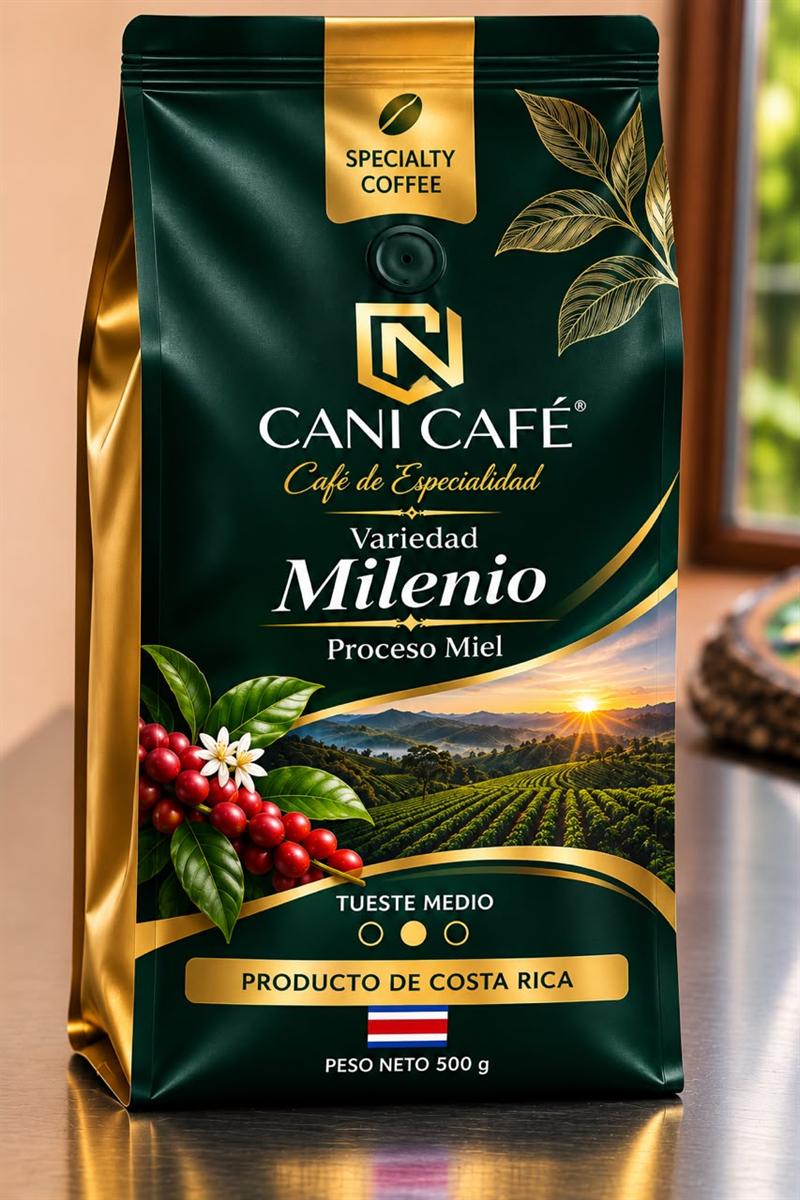 SPECIALTY
COFFEE
CANI CAFÉ®
Café de Especialidad
Variedad
Milenio
Proceso Miel
TUESTE MEDIO
PRODUCTO DE COSTA RICA
PESO NETO 500 g